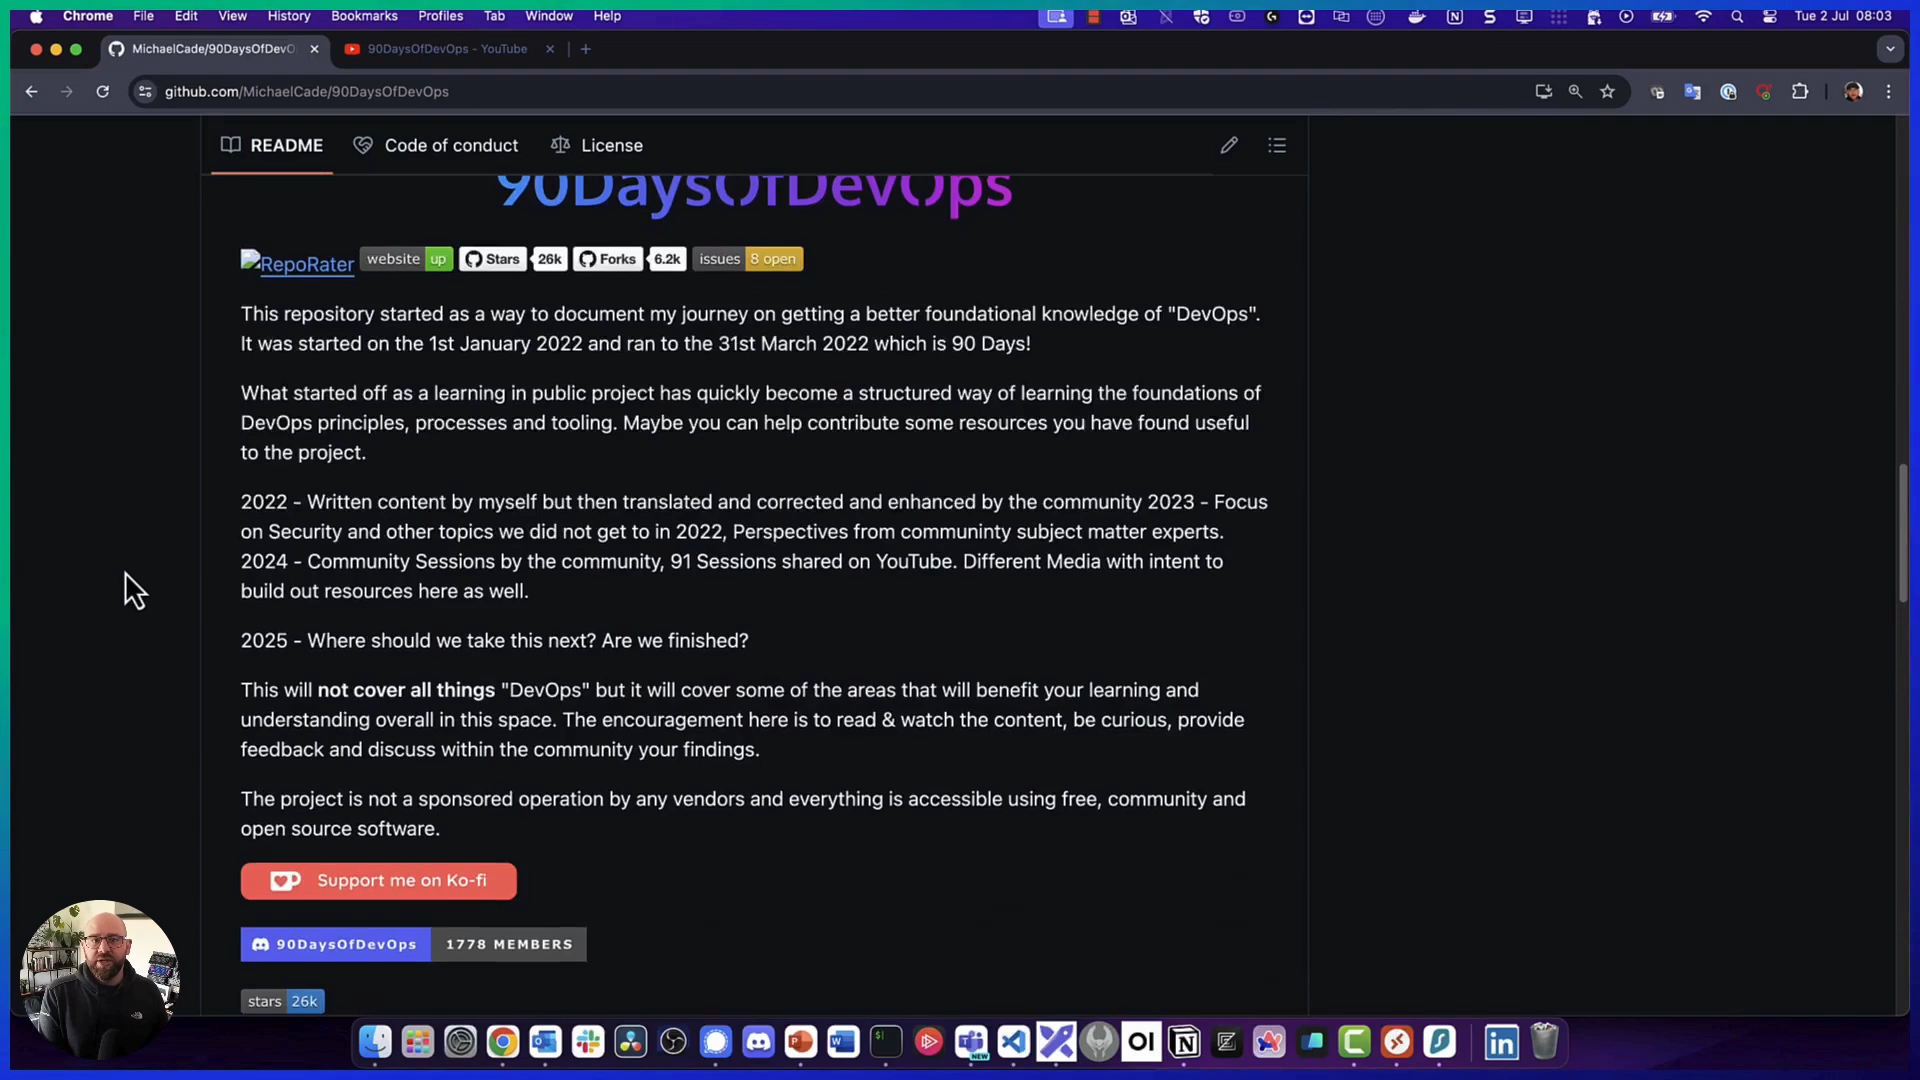 Chrome File Edit View History Bookmarks Profiles Tab Window Help Tue 2 Jul 08:03
MichaelCade/90DaysOfDevO 90DaysOfDevOps - YouTube
github.com/MichaelCade/90DaysOfDevOps
README Code of conduct License
90DaysOfDevOps
RepoRater website up Stars 26k Forks 6.2k issues 8 open
This repository started as a way to document my journey on getting a better foundational knowledge of "DevOps".
It was started on the 1st January 2022 and ran to the 31st March 2022 which is 90 Days!
What started off as a learning in public project has quickly become a structured way of learning the foundations of
DevOps principles, processes and tooling. Maybe you can help contribute some resources you have found useful
to the project.
2022 - Written content by myself but then translated and corrected and enhanced by the community 2023 - Focus
on Security and other topics we did not get to in 2022, Perspectives from communinty subject matter experts.
2024 - Community Sessions by the community, 91 Sessions shared on YouTube. Different Media with intent to
build out resources here as well.
2025 - Where should we take this next? Are we finished?
This will not cover all things "DevOps" but it will cover some of the areas that will benefit your learning and
understanding overall in this space. The encouragement here is to read & watch the content, be curious, provide
feedback and discuss within the community your findings.
The project is not a sponsored operation by any vendors and everything is accessible using free, community and
open source software.
Support me on Ko-fi
90DaysOfDevOps 1778 MEMBERS
stars 26k
NEW OI in